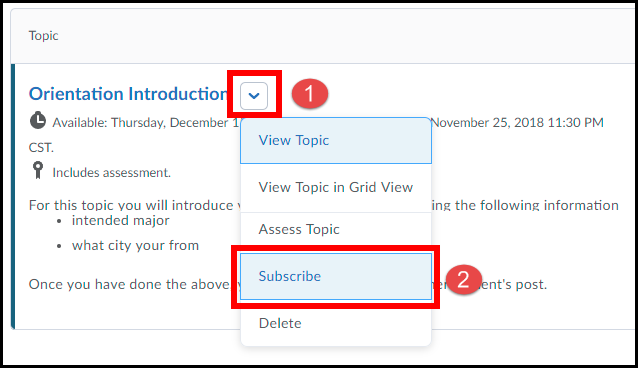 Topic
Orientation Introduction
1
Available: Thursday, December 1 November 25, 2018 11:30 PM
CST.
View Topic
Includes assessment.
View Topic in Grid View
For this topic you will introduce ing the following information
intended major
Assess Topic
what city your from
Subscribe
2
Once you have done the above, ent's post.
Delete